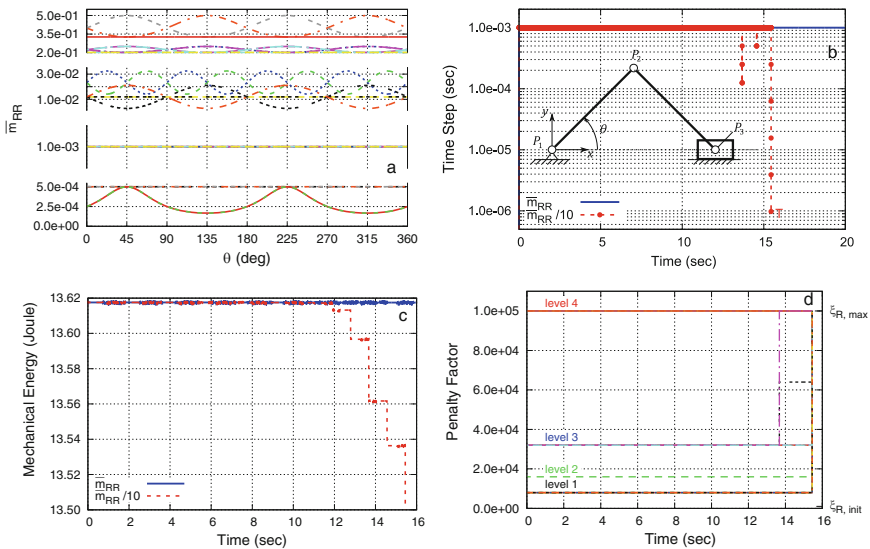 5.0e-01
3.5e-01
2.0e-01
3.0e-02
1.0e-02
1.0e-03
5.0e-04
2.5e-04
0.0e+00
m̅RR
a
0 45 90 135 180 225 270 315 360
θ (deg)
1.0e-03
1.0e-04
1.0e-05
1.0e-06
Time Step (sec)
b
P2
y
θ
P1
x
P3
m̅RR
m̅RR /10
T
0 5 10 15 20
Time (sec)
13.62
13.60
13.58
13.56
13.54
13.52
13.50
Mechanical Energy (Joule)
c
m̅RR
m̅RR /10
0 2 4 6 8 10 12 14 16
Time (sec)
1.0e+05
8.0e+04
6.0e+04
4.0e+04
2.0e+04
0.0e+00
Penalty Factor
level 4
d
ξR, max
level 3
level 2
level 1
ξR, init
0 2 4 6 8 10 12 14 16
Time (sec)